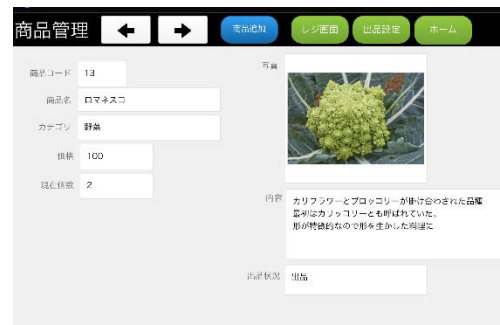 商品管理
商品追加
レジ画面
出品設定
ホーム
商品コード 13
商品名 ロマネスコ
カテゴリ 野菜
価格 100
現在個数 2
写真
内容 カリフラワーとブロッコリーが掛け合わされた品種
最初はカリッコリーとも呼ばれていた。
形が特徴的なので形を生かした料理に
出品状況 出品